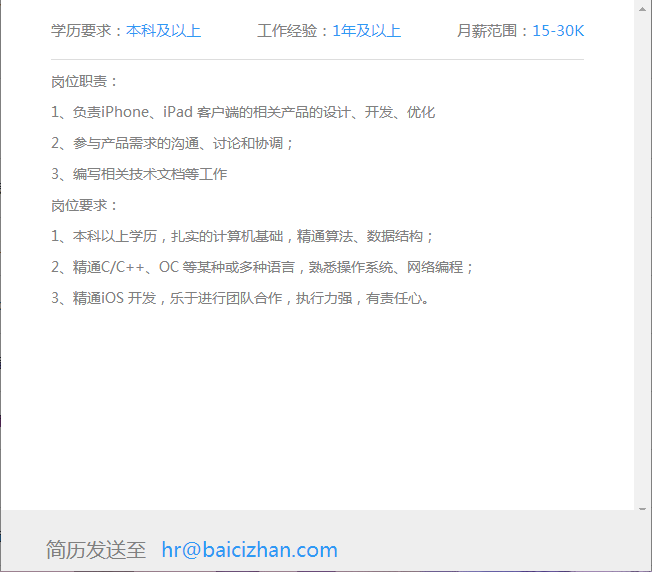 学历要求：本科及以上 工作经验：1年及以上 月薪范围：15-30K
岗位职责：
1、负责iPhone、iPad 客户端的相关产品的设计、开发、优化
2、参与产品需求的沟通、讨论和协调；
3、编写相关技术文档等工作
岗位要求：
1、本科以上学历，扎实的计算机基础，精通算法、数据结构；
2、精通C/C++、OC 等某种或多种语言，熟悉操作系统、网络编程；
3、精通iOS 开发，乐于进行团队合作，执行力强，有责任心。
简历发送至 hr@baicizhan.com